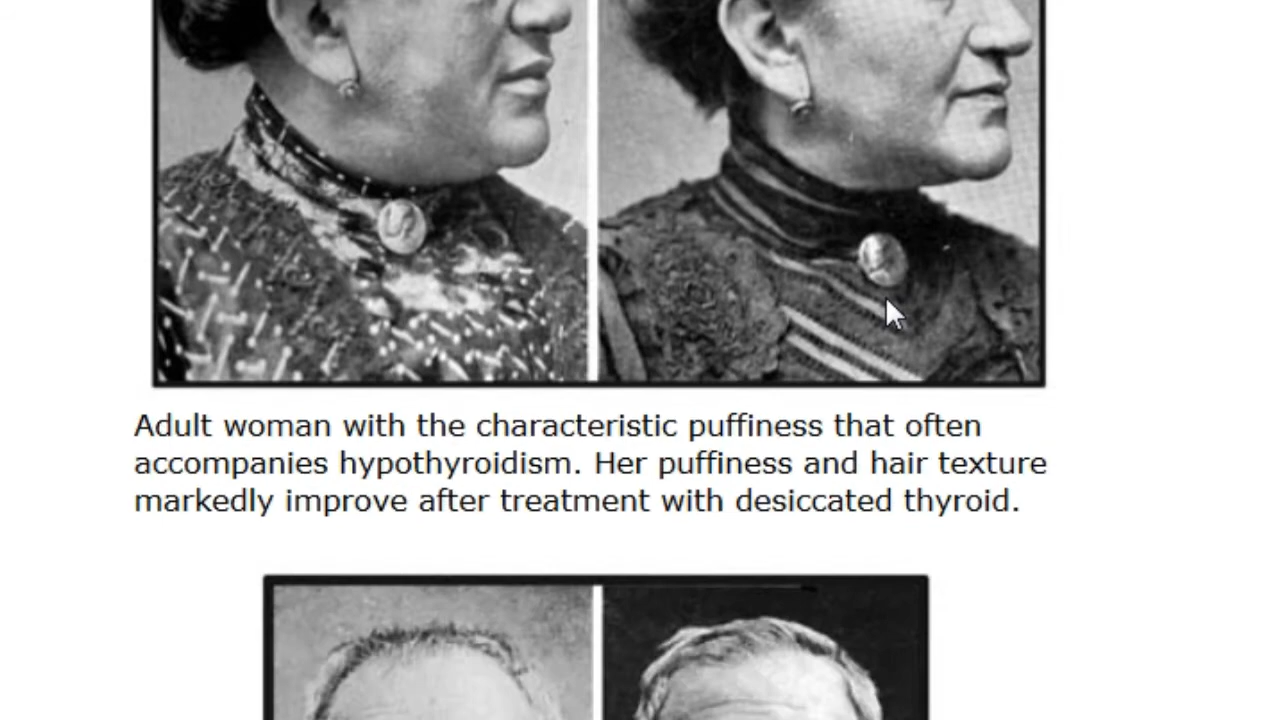 Adult woman with the characteristic puffiness that often
accompanies hypothyroidism. Her puffiness and hair texture
markedly improve after treatment with desiccated thyroid.